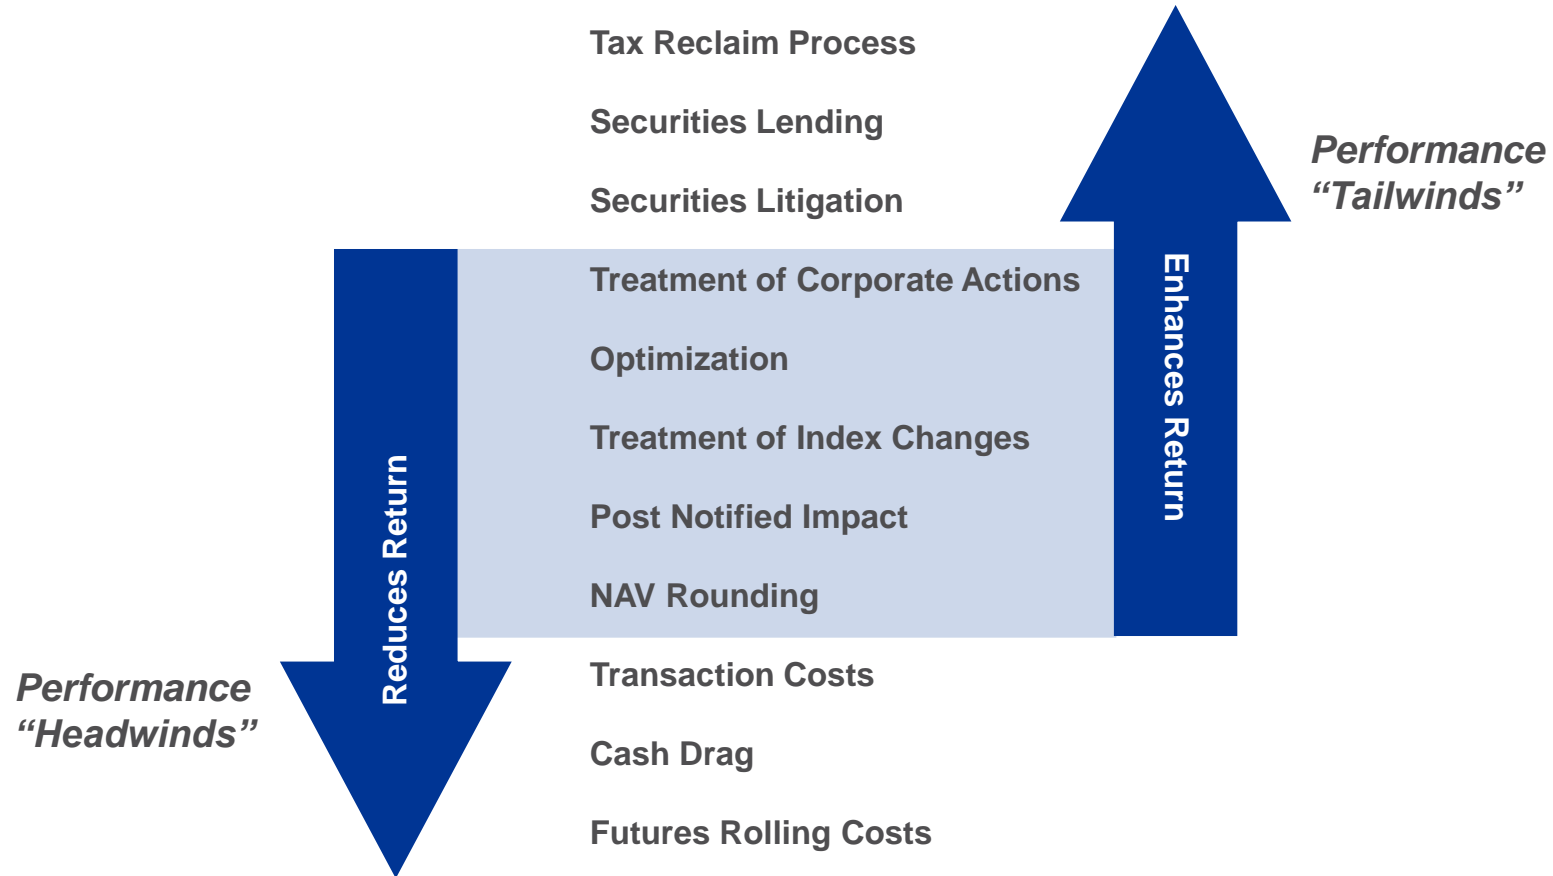 Tax Reclaim Process
Securities Lending
Securities Litigation
Performance
“Tailwinds”
Treatment of Corporate Actions
Optimization
Treatment of Index Changes
Post Notified Impact
NAV Rounding
Enhances Return
Reduces Return
Performance
“Headwinds”
Transaction Costs
Cash Drag
Futures Rolling Costs